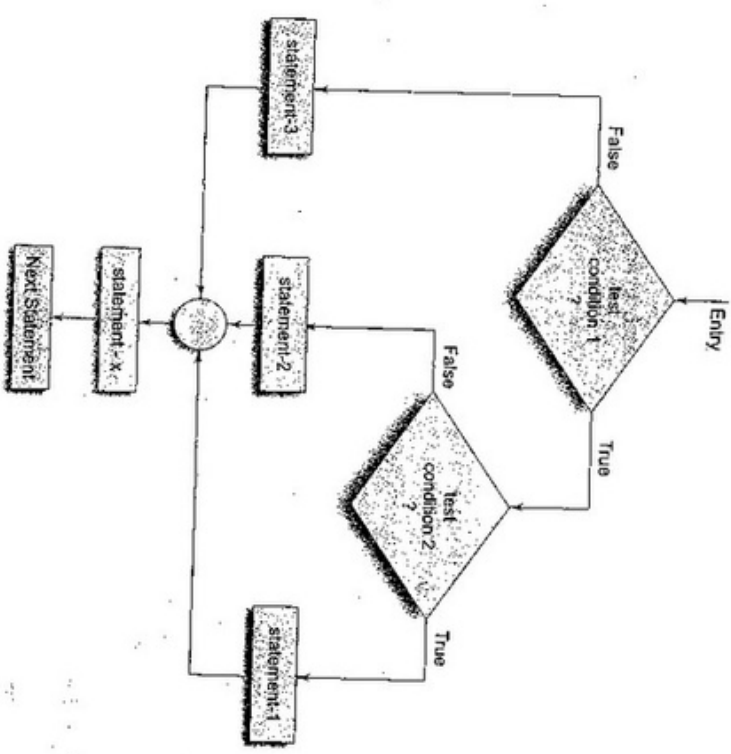 Entry
test
condition 1
?
False
True
test
condition 2
?
False
True
statement-3
statement-2
statement-1
statement - x
Next Statement